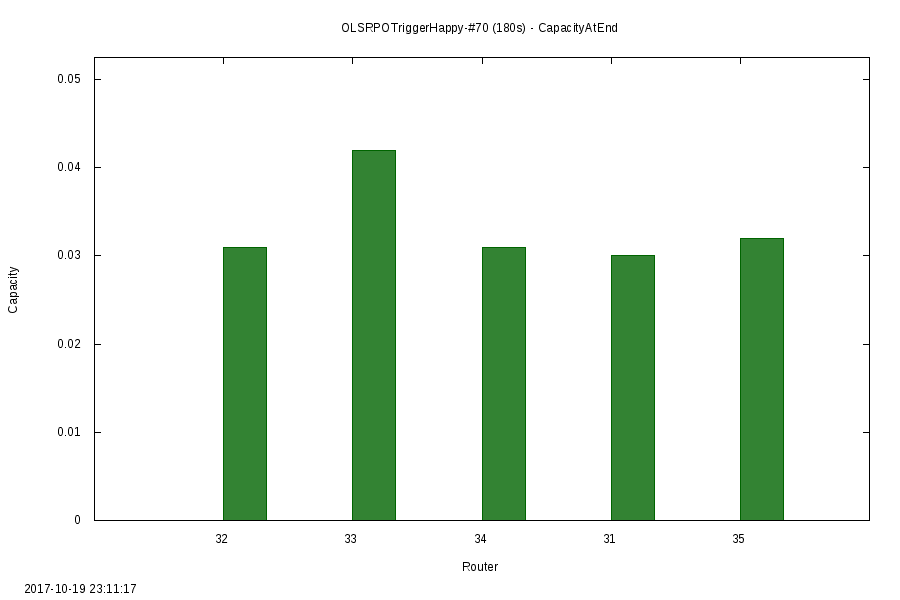 OLSRPOTriggerHappy-#70 (180s) - CapacityAtEnd
0.05
0.04
0.03
0.02
0.01
0
Capacity
32 33 34 31 35
Router
2017-10-19 23:11:17